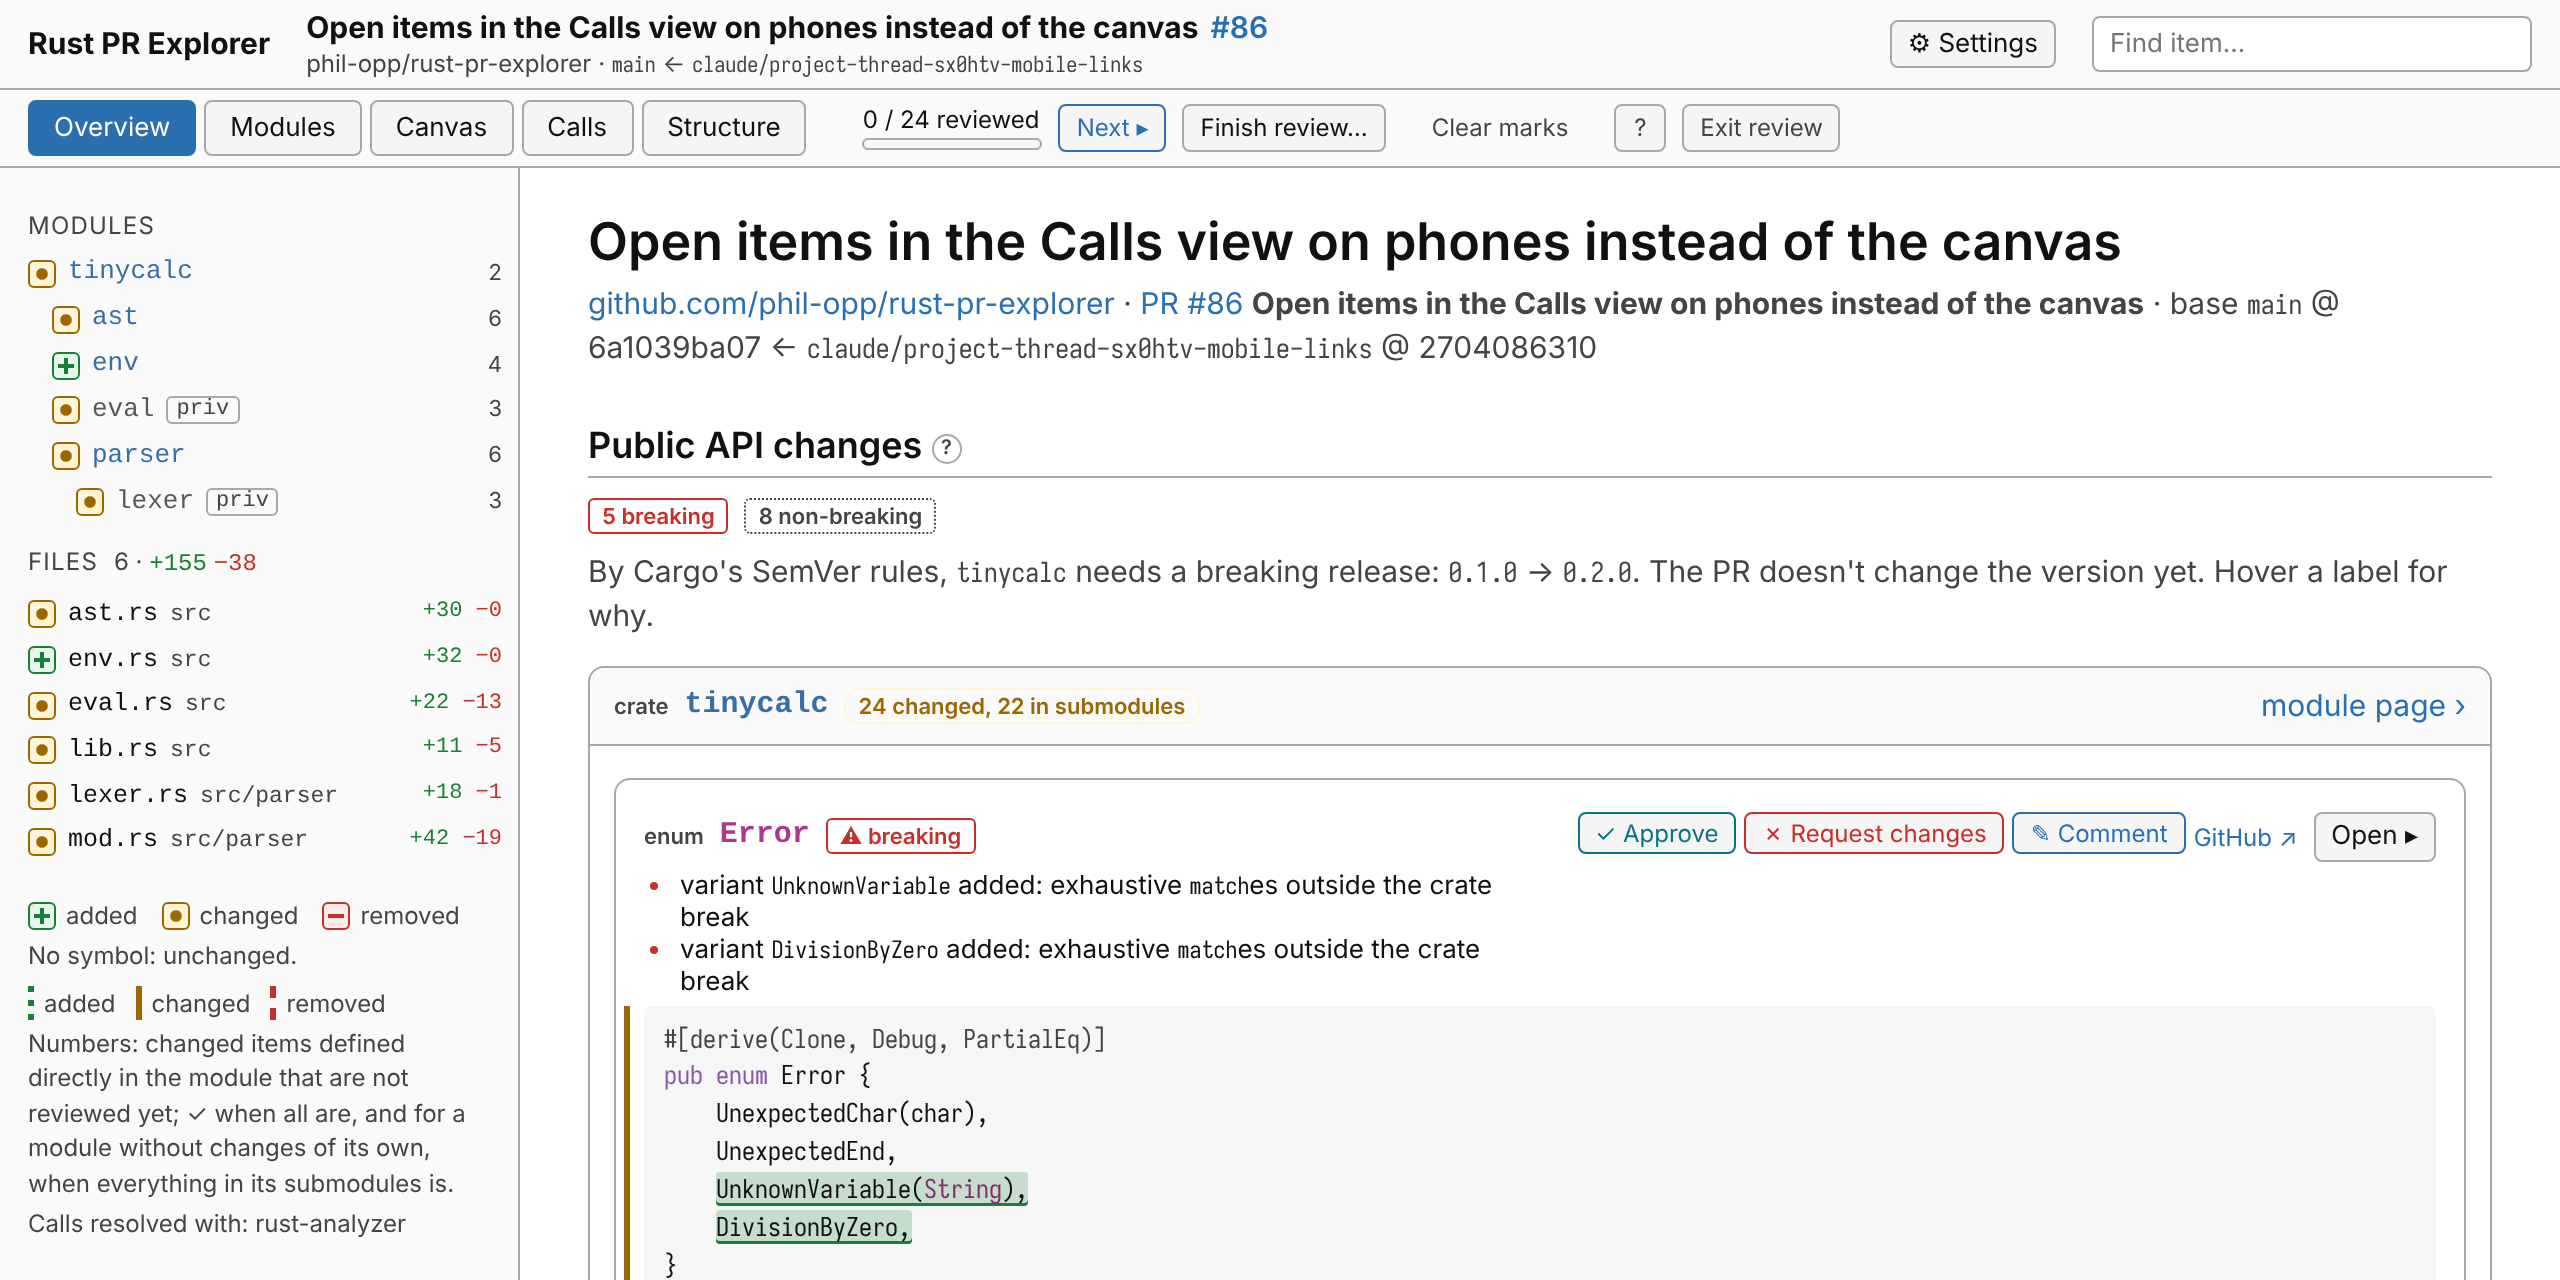 Rust PR Explorer
Open items in the Calls view on phones instead of the canvas #86
phil-opp/rust-pr-explorer · main ← claude/project-thread-sx0htv-mobile-links
⚙ Settings
Find item...
Overview
Modules
Canvas
Calls
Structure
0 / 24 reviewed
Next ▸
Finish review...
Clear marks
?
Exit review
MODULES
tinycalc 2
ast 6
env 4
eval priv 3
parser 6
lexer priv 3
FILES 6 · +155 −38
ast.rs src +30 −0
env.rs src +32 −0
eval.rs src +22 −13
lib.rs src +11 −5
lexer.rs src/parser +18 −1
mod.rs src/parser +42 −19
added changed removed
No symbol: unchanged.
added changed removed
Numbers: changed items defined
directly in the module that are not
reviewed yet; ✓ when all are, and for a
module without changes of its own,
when everything in its submodules is.
Calls resolved with: rust-analyzer
Open items in the Calls view on phones instead of the canvas
github.com/phil-opp/rust-pr-explorer · PR #86 Open items in the Calls view on phones instead of the canvas · base main @
6a1039ba07 ← claude/project-thread-sx0htv-mobile-links @ 2704086310
Public API changes ?
5 breaking 8 non-breaking
By Cargo's SemVer rules, tinycalc needs a breaking release: 0.1.0 → 0.2.0. The PR doesn't change the version yet. Hover a label for
why.
crate tinycalc 24 changed, 22 in submodules module page ›
enum Error ⚠ breaking ✓ Approve × Request changes ✎ Comment GitHub ↗ Open ▸
• variant UnknownVariable added: exhaustive matches outside the crate
break
• variant DivisionByZero added: exhaustive matches outside the crate
break
#[derive(Clone, Debug, PartialEq)]
pub enum Error {
UnexpectedChar(char),
UnexpectedEnd,
UnknownVariable(String),
DivisionByZero,
}